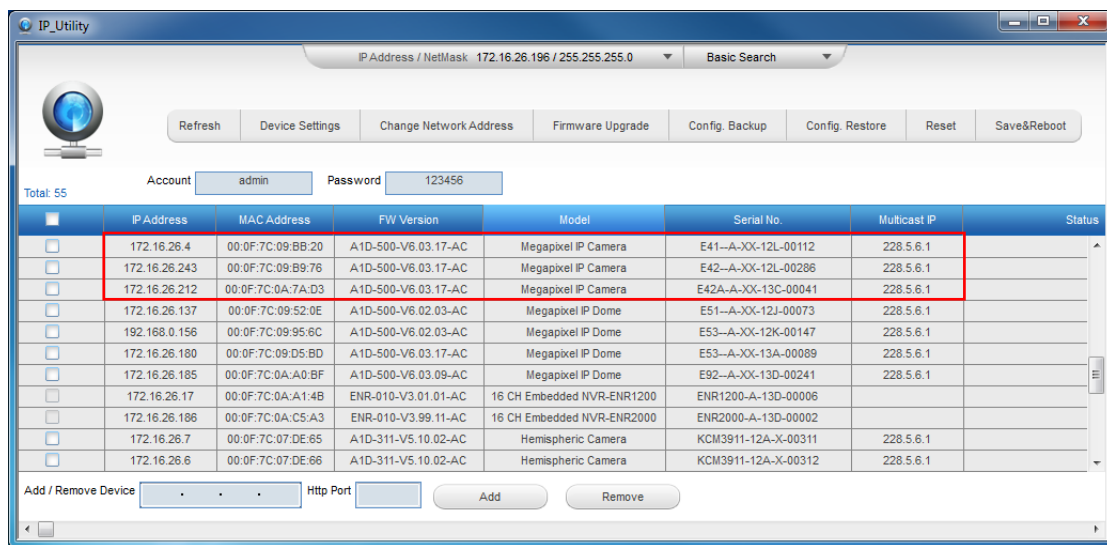 IP_Utility
IP Address / NetMask 172.16.26.196 / 255.255.255.0 Basic Search
Refresh Device Settings Change Network Address Firmware Upgrade Config. Backup Config. Restore Reset Save&Reboot
Account admin Password 123456
Total: 55
IP Address MAC Address FW Version Model Serial No. Multicast IP Status
172.16.26.4 00:0F:7C:09:BB:20 A1D-500-V6.03.17-AC Megapixel IP Camera E41--A-XX-12L-00112 228.5.6.1
172.16.26.243 00:0F:7C:09:B9:76 A1D-500-V6.03.17-AC Megapixel IP Camera E42--A-XX-12L-00286 228.5.6.1
172.16.26.212 00:0F:7C:0A:7A:D3 A1D-500-V6.03.17-AC Megapixel IP Camera E42A-A-XX-13C-00041 228.5.6.1
172.16.26.137 00:0F:7C:09:52:0E A1D-500-V6.02.03-AC Megapixel IP Dome E51--A-XX-12J-00073 228.5.6.1
192.168.0.156 00:0F:7C:09:95:6C A1D-500-V6.02.03-AC Megapixel IP Dome E53--A-XX-12K-00147 228.5.6.1
172.16.26.180 00:0F:7C:09:D5:BD A1D-500-V6.03.17-AC Megapixel IP Dome E53--A-XX-13A-00089 228.5.6.1
172.16.26.185 00:0F:7C:0A:A0:BF A1D-500-V6.03.09-AC Megapixel IP Dome E92--A-XX-13D-00241 228.5.6.1
172.16.26.17 00:0F:7C:0A:A1:4B ENR-010-V3.01.01-AC 16 CH Embedded NVR-ENR1200 ENR1200-A-13D-00006
172.16.26.186 00:0F:7C:0A:C5:A3 ENR-010-V3.99.11-AC 16 CH Embedded NVR-ENR2000 ENR2000-A-13D-00002
172.16.26.7 00:0F:7C:07:DE:65 A1D-311-V5.10.02-AC Hemispheric Camera KCM3911-12A-X-00311 228.5.6.1
172.16.26.6 00:0F:7C:07:DE:66 A1D-311-V5.10.02-AC Hemispheric Camera KCM3911-12A-X-00312 228.5.6.1
Add / Remove Device . . . Http Port Add Remove